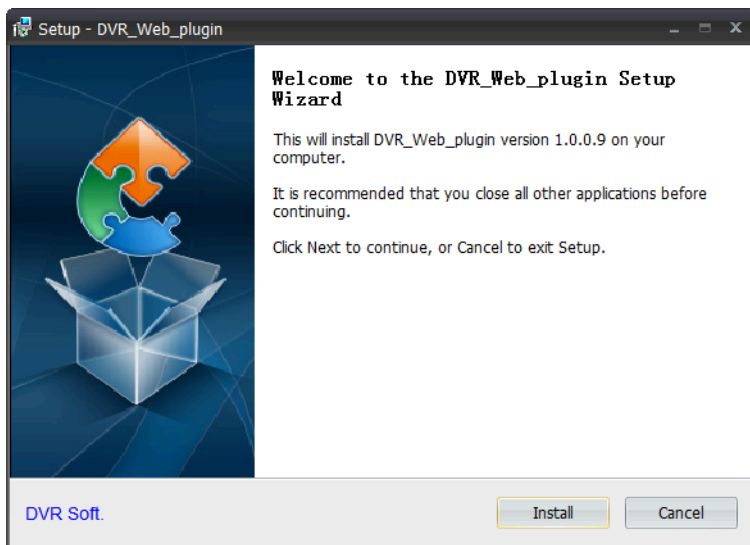 Setup - DVR_Web_plugin
Welcome to the DVR_Web_plugin Setup
Wizard
This will install DVR_Web_plugin version 1.0.0.9 on your
computer.
It is recommended that you close all other applications before
continuing.
Click Next to continue, or Cancel to exit Setup.
DVR Soft.
Install
Cancel